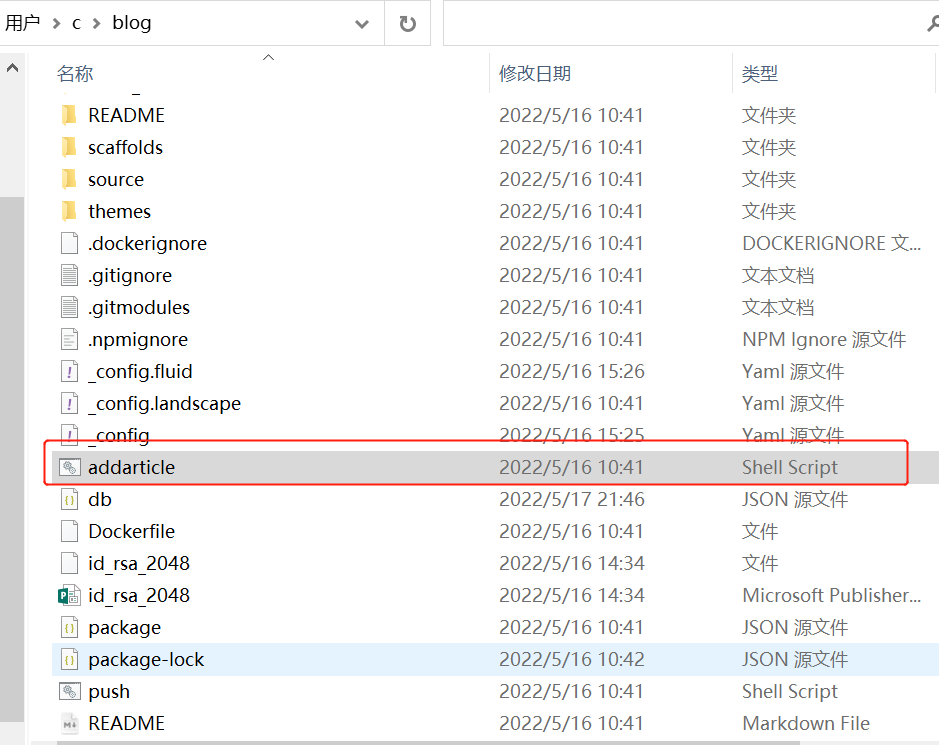 用户 > c > blog
名称 修改日期 类型
README 2022/5/16 10:41 文件夹
scaffolds 2022/5/16 10:41 文件夹
source 2022/5/16 10:41 文件夹
themes 2022/5/16 10:41 文件夹
.dockerignore 2022/5/16 10:41 DOCKERIGNORE 文...
.gitignore 2022/5/16 10:41 文本文档
.gitmodules 2022/5/16 10:41 文本文档
.npmignore 2022/5/16 10:41 NPM Ignore 源文件
_config.fluid 2022/5/16 15:26 Yaml 源文件
_config.landscape 2022/5/16 10:41 Yaml 源文件
_config 2022/5/16 15:25 Yaml 源文件
addarticle 2022/5/16 10:41 Shell Script
db 2022/5/17 21:46 JSON 源文件
Dockerfile 2022/5/16 10:41 文件
id_rsa_2048 2022/5/16 14:34 文件
id_rsa_2048 2022/5/16 14:34 Microsoft Publisher...
package 2022/5/16 10:41 JSON 源文件
package-lock 2022/5/16 10:42 JSON 源文件
push 2022/5/16 10:41 Shell Script
README 2022/5/16 10:41 Markdown File